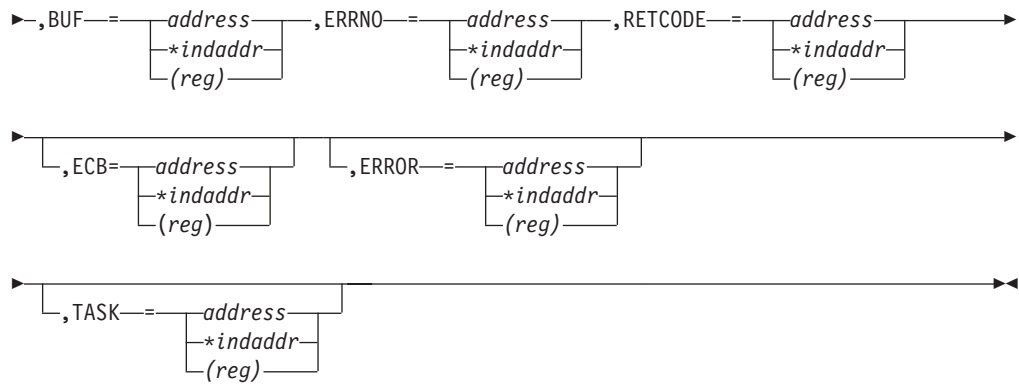 ,BUF = address ,ERRNO = address ,RETCODE = address
*indaddr *indaddr *indaddr
(reg) (reg) (reg)
,ECB= address ,ERROR = address
*indaddr *indaddr
(reg) (reg)
,TASK = address
*indaddr
(reg)